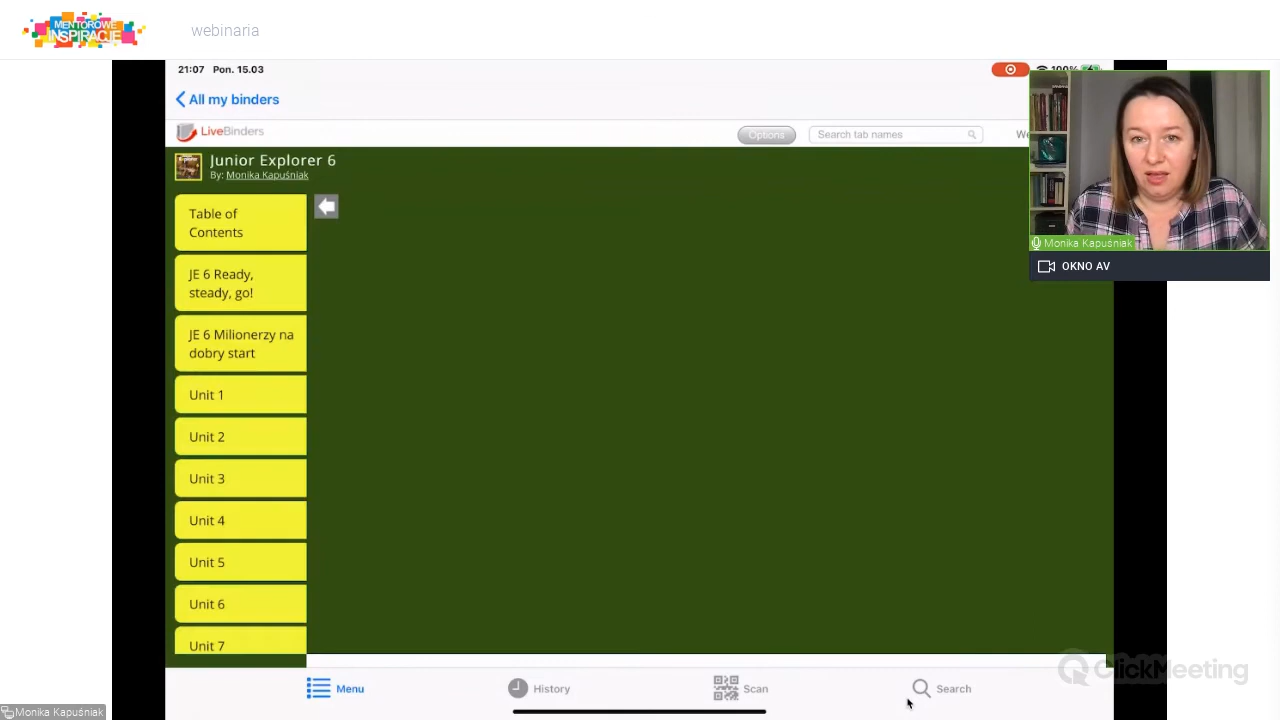 MENTOROWE
INSPIRACJE
webinaria
21:07 Pon. 15.03
100%
All my binders
LiveBinders
Options
Search tab names
We
Junior Explorer 6
By: Monika Kapuśniak
Table of
Contents
JE 6 Ready,
steady, go!
JE 6 Milionerzy na
dobry start
Unit 1
Unit 2
Unit 3
Unit 4
Unit 5
Unit 6
Unit 7
Monika Kapuśniak
OKNO AV
ClickMeeting
Menu
History
Scan
Search
Monika Kapuśniak